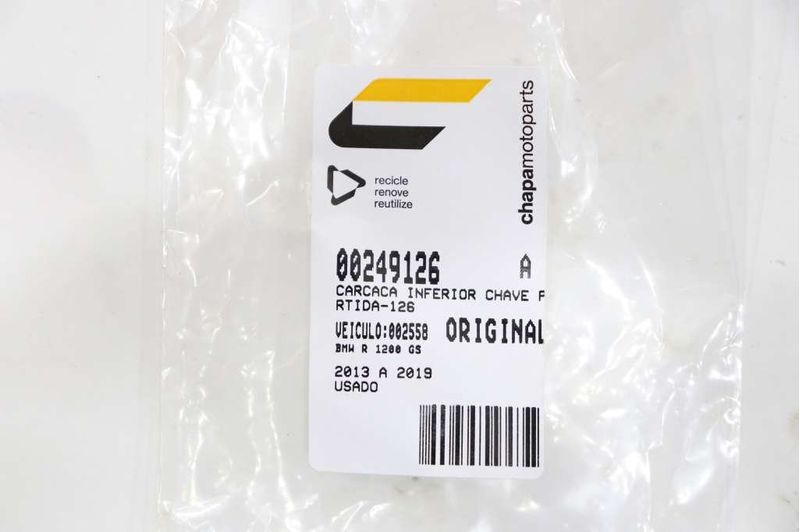 chapamotoparts
recicle
renove
reutilize
00249126 A
CARCACA INFERIOR CHAVE P
RTIDA-126
VEICULO:002558 ORIGINAL
BMW R 1200 GS
2013 A 2019
USADO